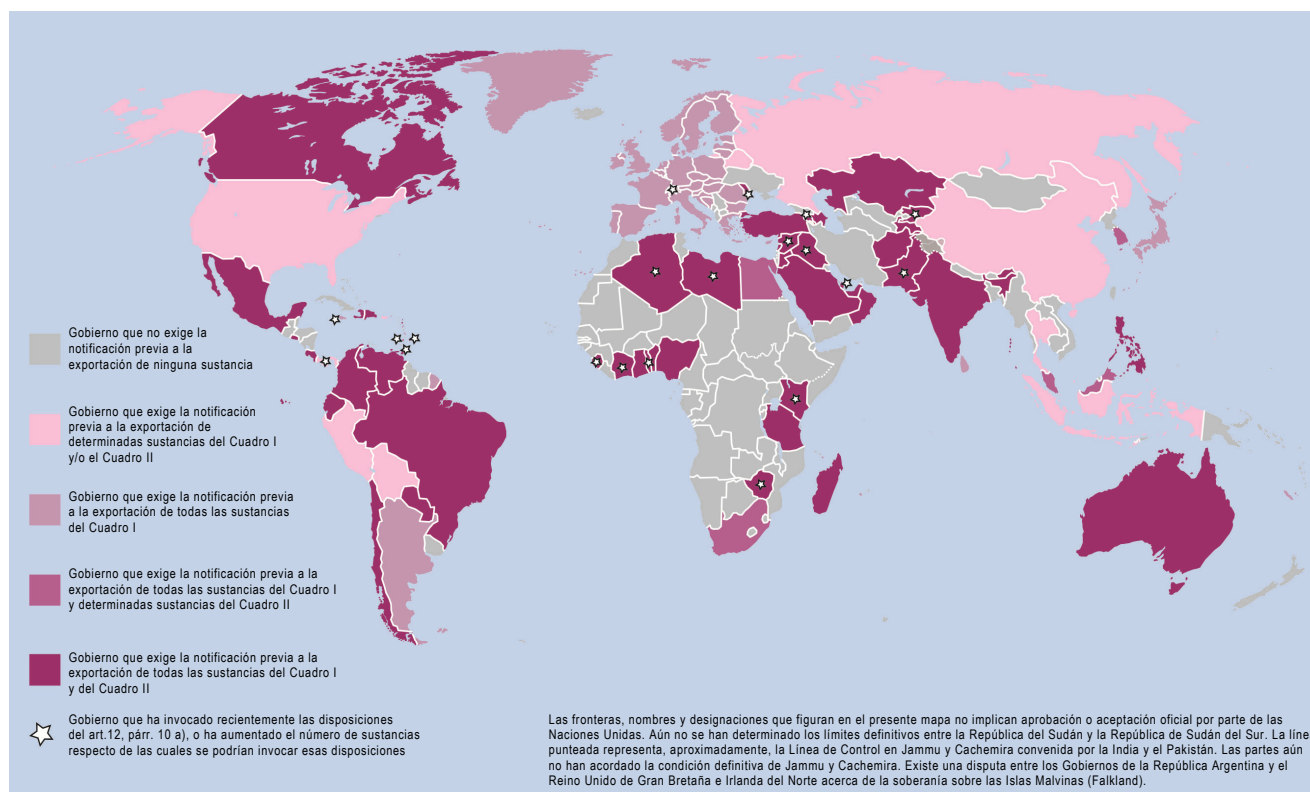 Gobierno que no exige la
notificación previa a la
exportación de ninguna sustancia
Gobierno que exige la notificación
previa a la exportación de
determinadas sustancias del Cuadro I
y/o el Cuadro II
Gobierno que exige la notificación previa
a la exportación de todas las sustancias
del Cuadro I
Gobierno que exige la notificación previa a la
exportación de todas las sustancias del Cuadro I
y determinadas sustancias del Cuadro II
Gobierno que exige la notificación previa a la
exportación de todas las sustancias del Cuadro I
y del Cuadro II
Gobierno que ha invocado recientemente las disposiciones
del art.12, párr. 10 a), o ha aumentado el número de sustancias
respecto de las cuales se podrían invocar esas disposiciones
Las fronteras, nombres y designaciones que figuran en el presente mapa no implican aprobación o aceptación oficial por parte de las
Naciones Unidas. Aún no se han determinado los límites definitivos entre la República del Sudán y la República de Sudán del Sur. La líne
punteada representa, aproximadamente, la Línea de Control en Jammu y Cachemira convenida por la India y el Pakistán. Las partes aún
no han acordado la condición definitiva de Jammu y Cachemira. Existe una disputa entre los Gobiernos de la República Argentina y el
Reino Unido de Gran Bretaña e Irlanda del Norte acerca de la soberanía sobre las Islas Malvinas (Falkland).